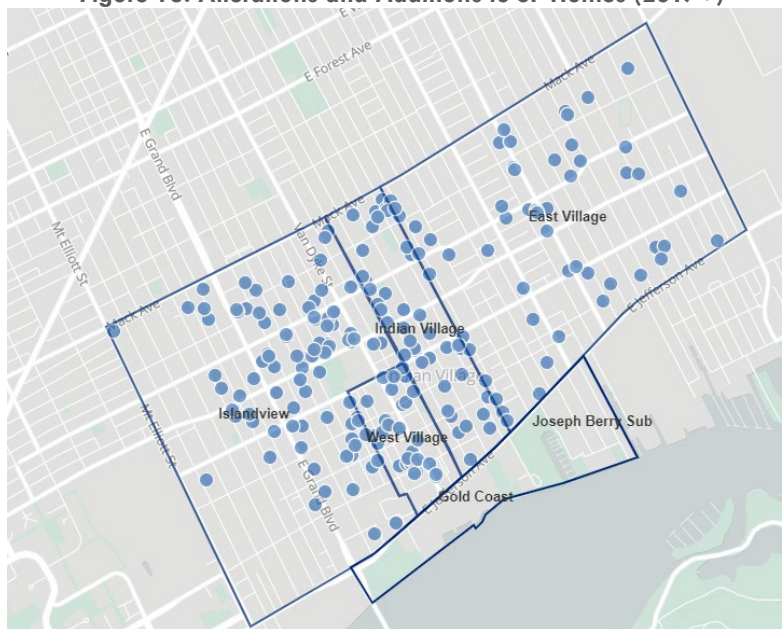 E Forest Ave
Mack Ave
E Grand Blvd
Mt Elliott St
Mack Ave
East Village
Van Dyke St
E Jefferson Ave
Mack Ave
Indian Village
Islandview
Joseph Berry Sub
West Village
Mt Elliott St
E Grand Blvd
E Jefferson Ave
Gold Coast